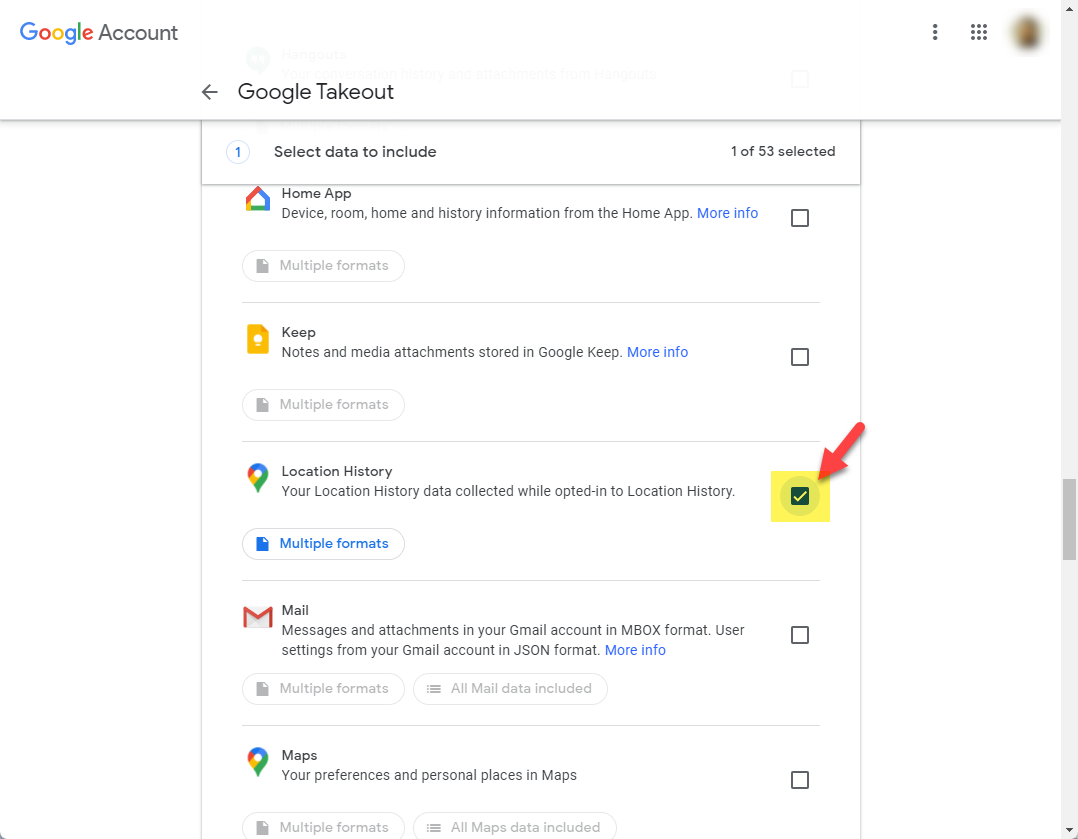 Google Account
Hangouts
Your conversation history and attachments from Hangouts
Google Takeout
1 Select data to include 1 of 53 selected
Home App
Device, room, home and history information from the Home App. More info
Multiple formats
Keep
Notes and media attachments stored in Google Keep. More info
Multiple formats
Location History
Your Location History data collected while opted-in to Location History.
Multiple formats
Mail
Messages and attachments in your Gmail account in MBOX format. User
settings from your Gmail account in JSON format. More info
Multiple formats All Mail data included
Maps
Your preferences and personal places in Maps
Multiple formats All Maps data included